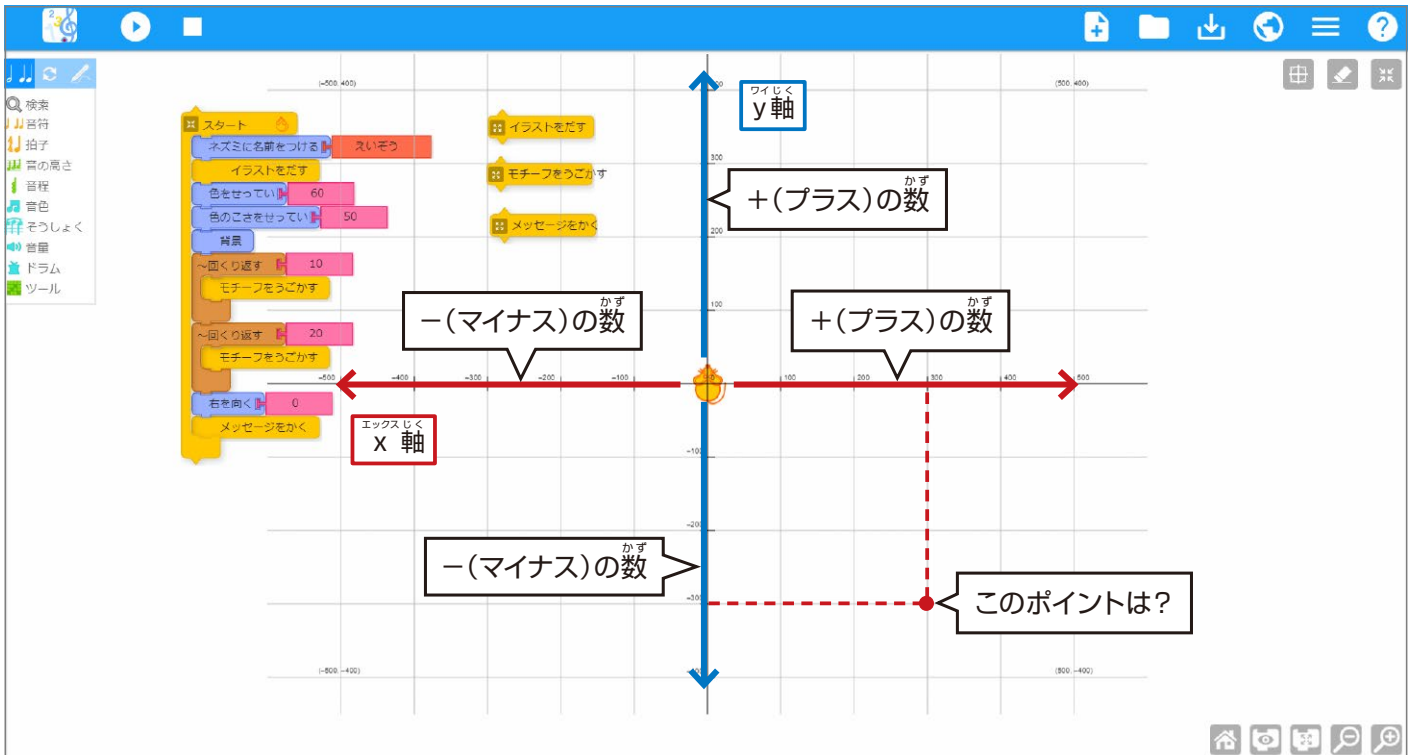 (-500, 400)
(500, 400)
検索
音符
拍子
音の高さ
音程
音色
そうしょく
音量
ドラム
ツール
スタート
ネズミに名前をつける えいぞう
イラストをだす
色をせってい 60
色のこさをせってい 50
背景
～回くり返す 10
モチーフをうごかす
～回くり返す 20
モチーフをうごかす
右を向く 0
メッセージをかく
イラストをだす
モチーフをうごかす
メッセージをかく
ワイじく
y軸
300
かず
＋(プラス)の数
200
100
かず
－(マイナス)の数
かず
＋(プラス)の数
-500 -400 -300 -200 -100 100 200 300 400 500
エックスじく
x 軸
-200
かず
－(マイナス)の数
このポイントは？
(-500, -400)
(500, -400)